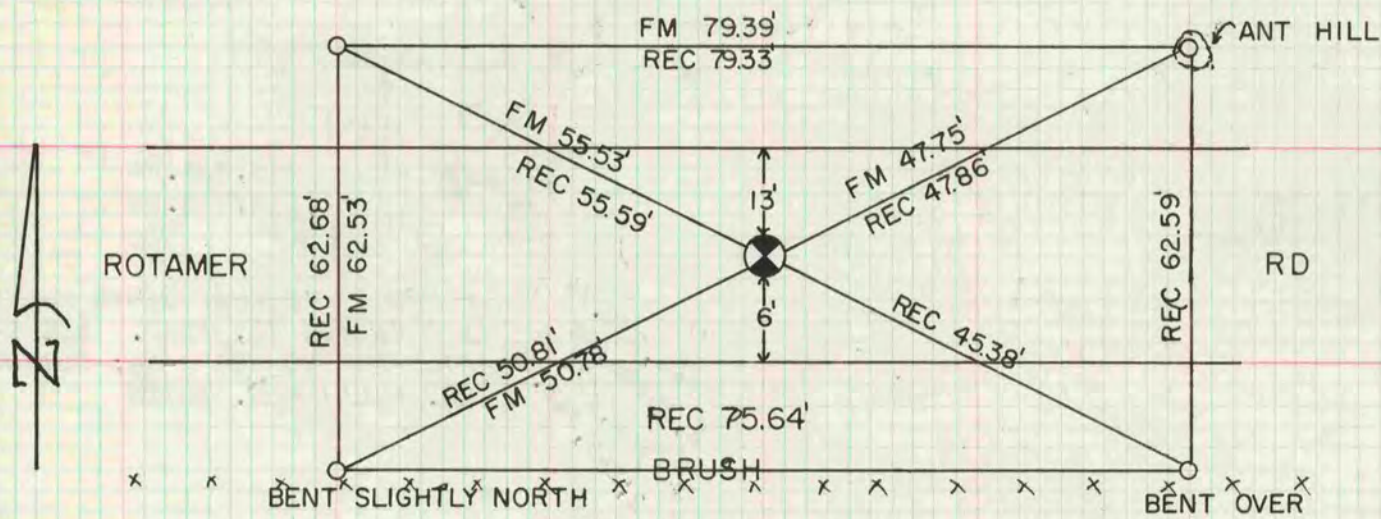 FM 79.39'
REC 79.33'
ANT HILL
FM 55.53'
REC 55.59'
FM 47.75'
REC 47.86'
13'
REC 62.68'
FM 62.53'
ROTAMER
REC 62.59'
RD
N
6'
REC 50.81'
FM 50.78'
REC 45.38'
REC 75.64'
BRUSH
BENT SLIGHTLY NORTH
BENT OVER